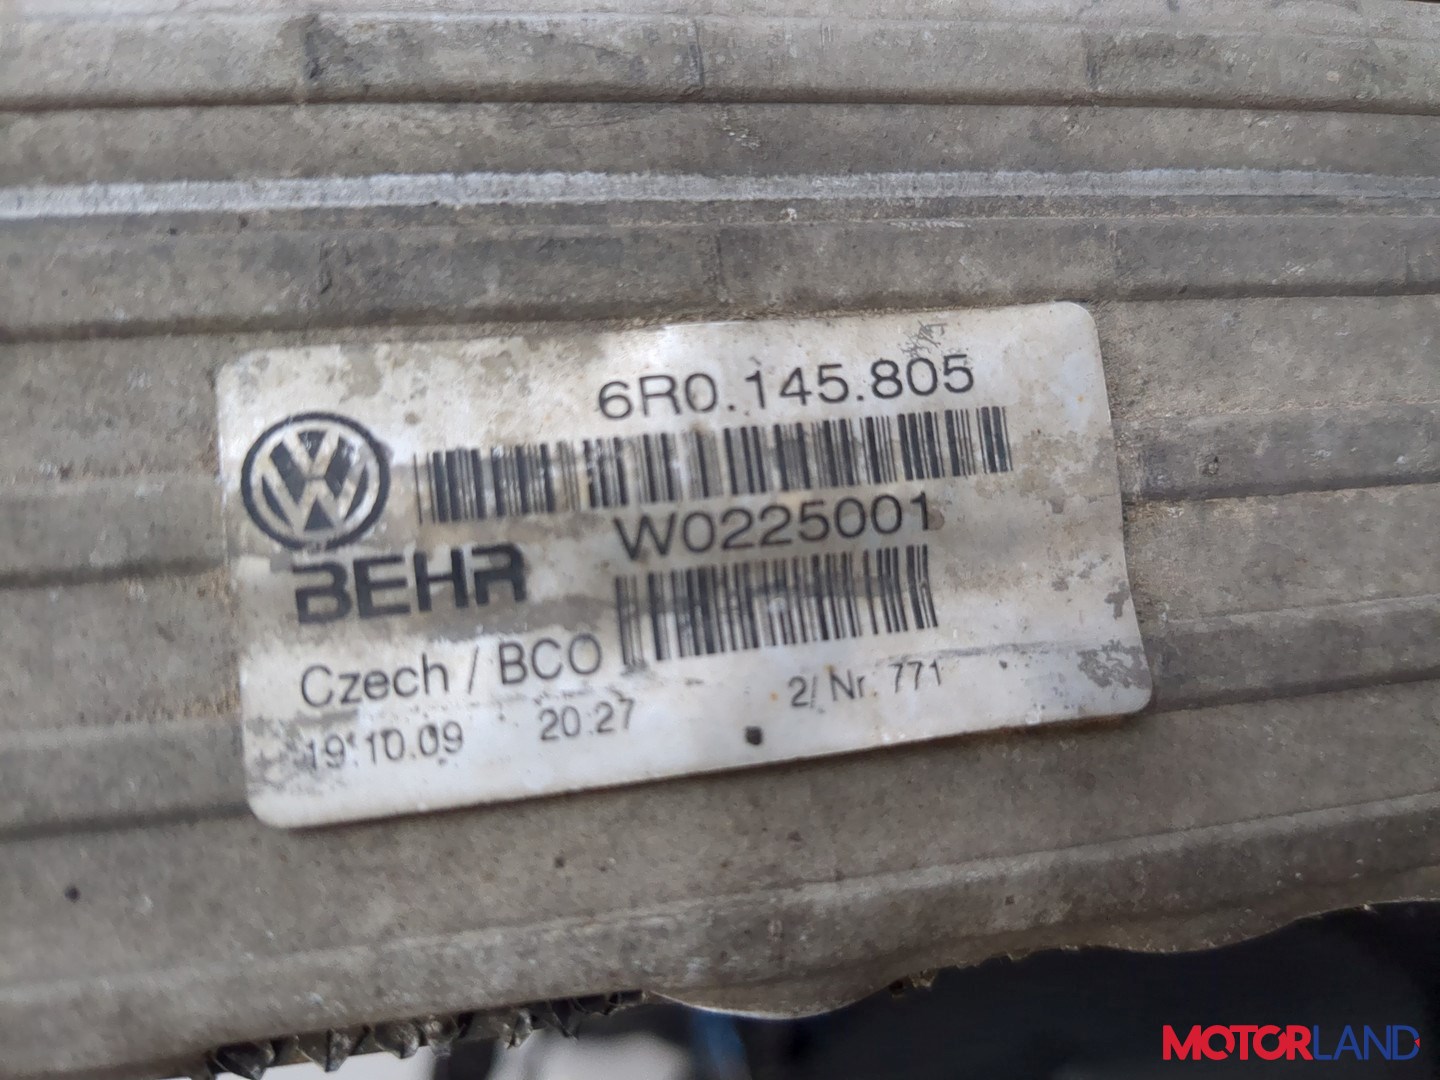 6R0.145.805
W0225001
BEHR
Czech / BCO
19.10.09 20:27 2/ Nr. 771
MOTORLAND